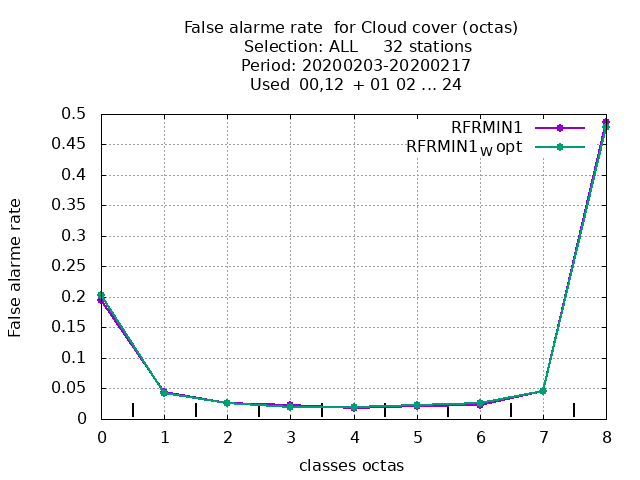 False alarme rate  for Cloud cover (octas)
Selection: ALL     32 stations
Period: 20200203-20200217
Used  00,12  + 01 02 ... 24
RFRMIN1
RFRMIN1W opt
0.5
0.45
0.4
0.35
0.3
0.25
0.2
0.15
0.1
0.05
0
False alarme rate
0 1 2 3 4 5 6 7 8
classes octas